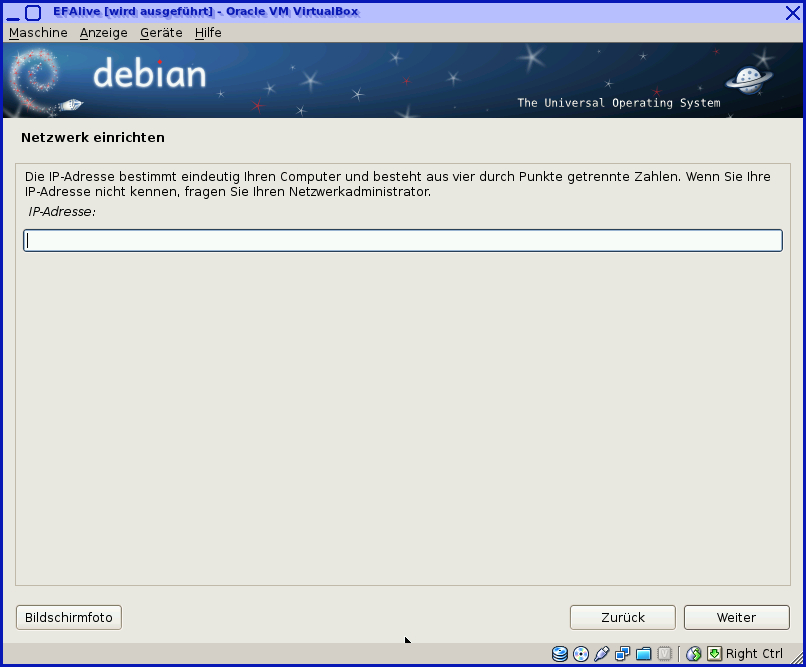 EFAlive [wird ausgeführt] - Oracle VM VirtualBox
Maschine Anzeige Geräte Hilfe
debian
The Universal Operating System
Netzwerk einrichten
Die IP-Adresse bestimmt eindeutig Ihren Computer und besteht aus vier durch Punkte getrennte Zahlen. Wenn Sie Ihre
IP-Adresse nicht kennen, fragen Sie Ihren Netzwerkadministrator.
IP-Adresse:
Bildschirmfoto Zurück Weiter
Right Ctrl